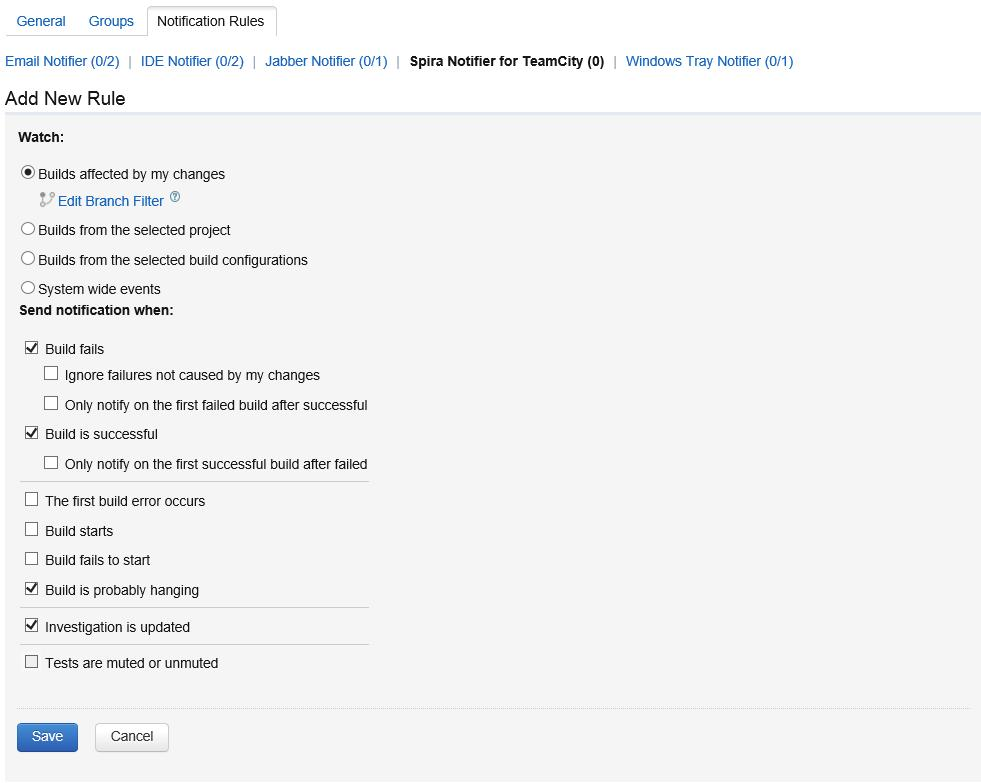 General Groups Notification Rules
Email Notifier (0/2) | IDE Notifier (0/2) | Jabber Notifier (0/1) | Spira Notifier for TeamCity (0) | Windows Tray Notifier (0/1)
Add New Rule
Watch:
Builds affected by my changes
Edit Branch Filter ?
Builds from the selected project
Builds from the selected build configurations
System wide events
Send notification when:
Build fails
Ignore failures not caused by my changes
Only notify on the first failed build after successful
Build is successful
Only notify on the first successful build after failed
The first build error occurs
Build starts
Build fails to start
Build is probably hanging
Investigation is updated
Tests are muted or unmuted
Save Cancel